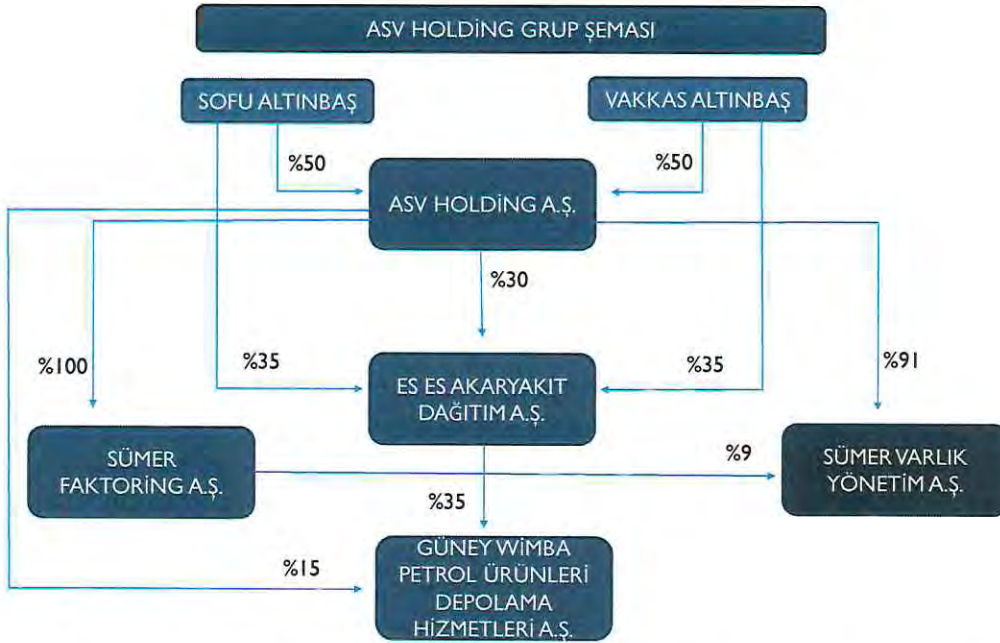 ASV HOLDİNG GRUP ŞEMASI
SOFU ALTINBAŞ
VAKKAS ALTINBAŞ
%50
%50
ASV HOLDİNG A.Ş.
%30
%100
%35
%35
%91
ES ES AKARYAKIT
DAĞITIM A.Ş.
SÜMER
FAKTORİNG A.Ş.
%9
SÜMER VARLIK
YÖNETİM A.Ş.
%35
%15
GÜNEY WİMBA
PETROL ÜRÜNLERİ
DEPOLAMA
HİZMETLERİ A.Ş.